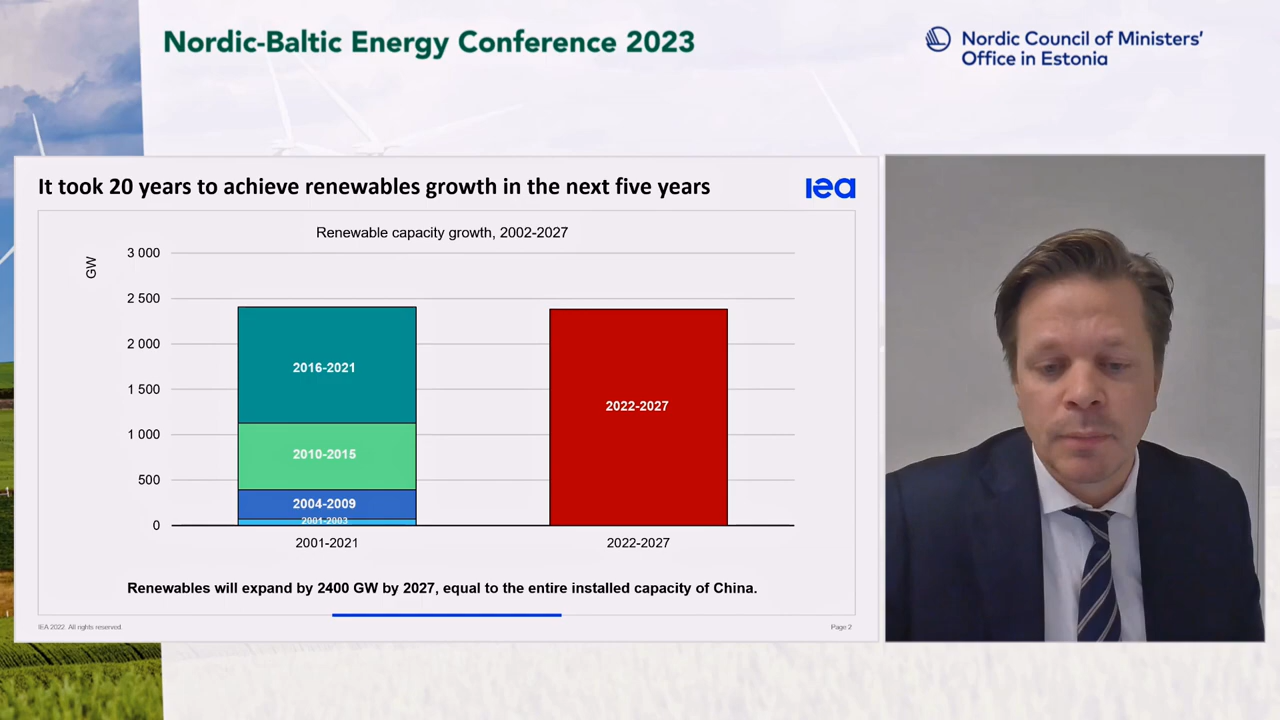 Nordic-Baltic Energy Conference 2023
Nordic Council of Ministers'
Office in Estonia
It took 20 years to achieve renewables growth in the next five years
iea
Renewable capacity growth, 2002-2027
GW
3 000
2 500
2 000
1 500
1 000
500
0
2016-2021
2010-2015
2004-2009
2001-2003
2022-2027
2001-2021
2022-2027
Renewables will expand by 2400 GW by 2027, equal to the entire installed capacity of China.
IEA 2022. All rights reserved.
Page 2